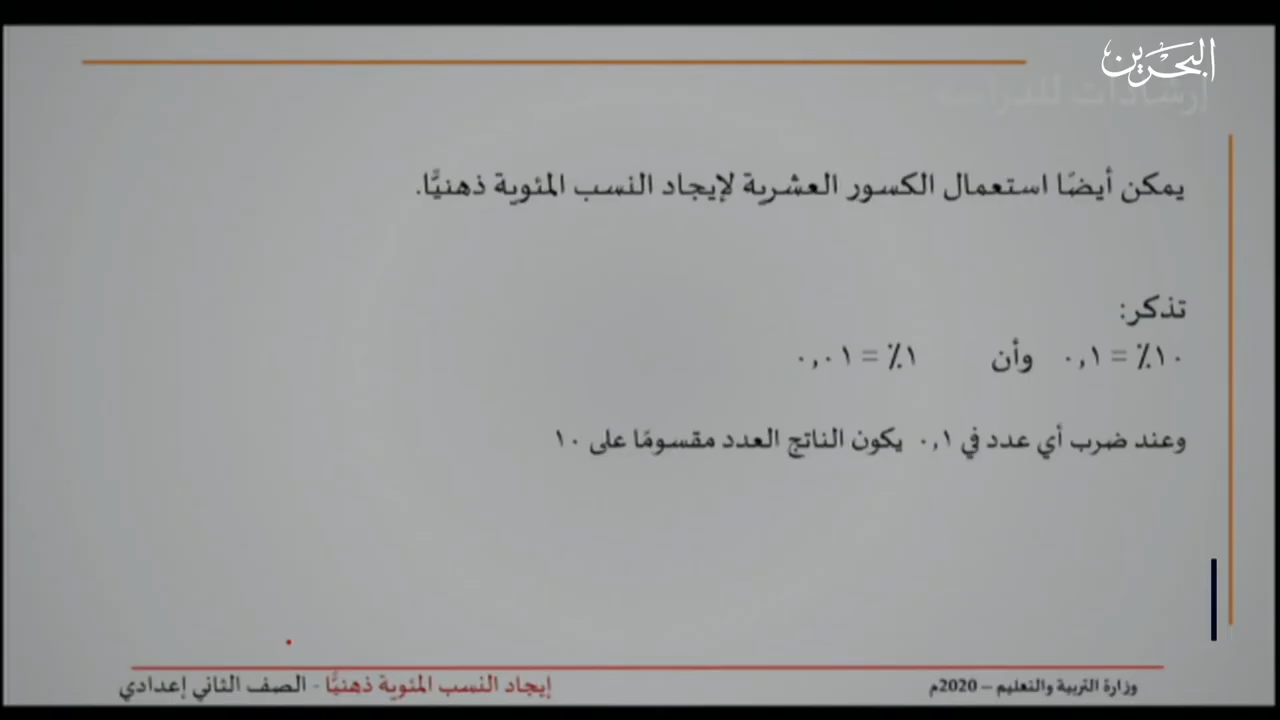 البحرين
إرشادات للدراسة
يمكن أيضًا استعمال الكسور العشرية لإيجاد النسب المئوية ذهنيًّا.
تذكر:
١٠٪ = ٠,١ وأن ١٪ = ٠,٠١
وعند ضرب أي عدد في ٠,١ يكون الناتج العدد مقسومًا على ١٠
وزارة التربية والتعليم – 2020م
إيجاد النسب المئوية ذهنيًّا - الصف الثاني إعدادي